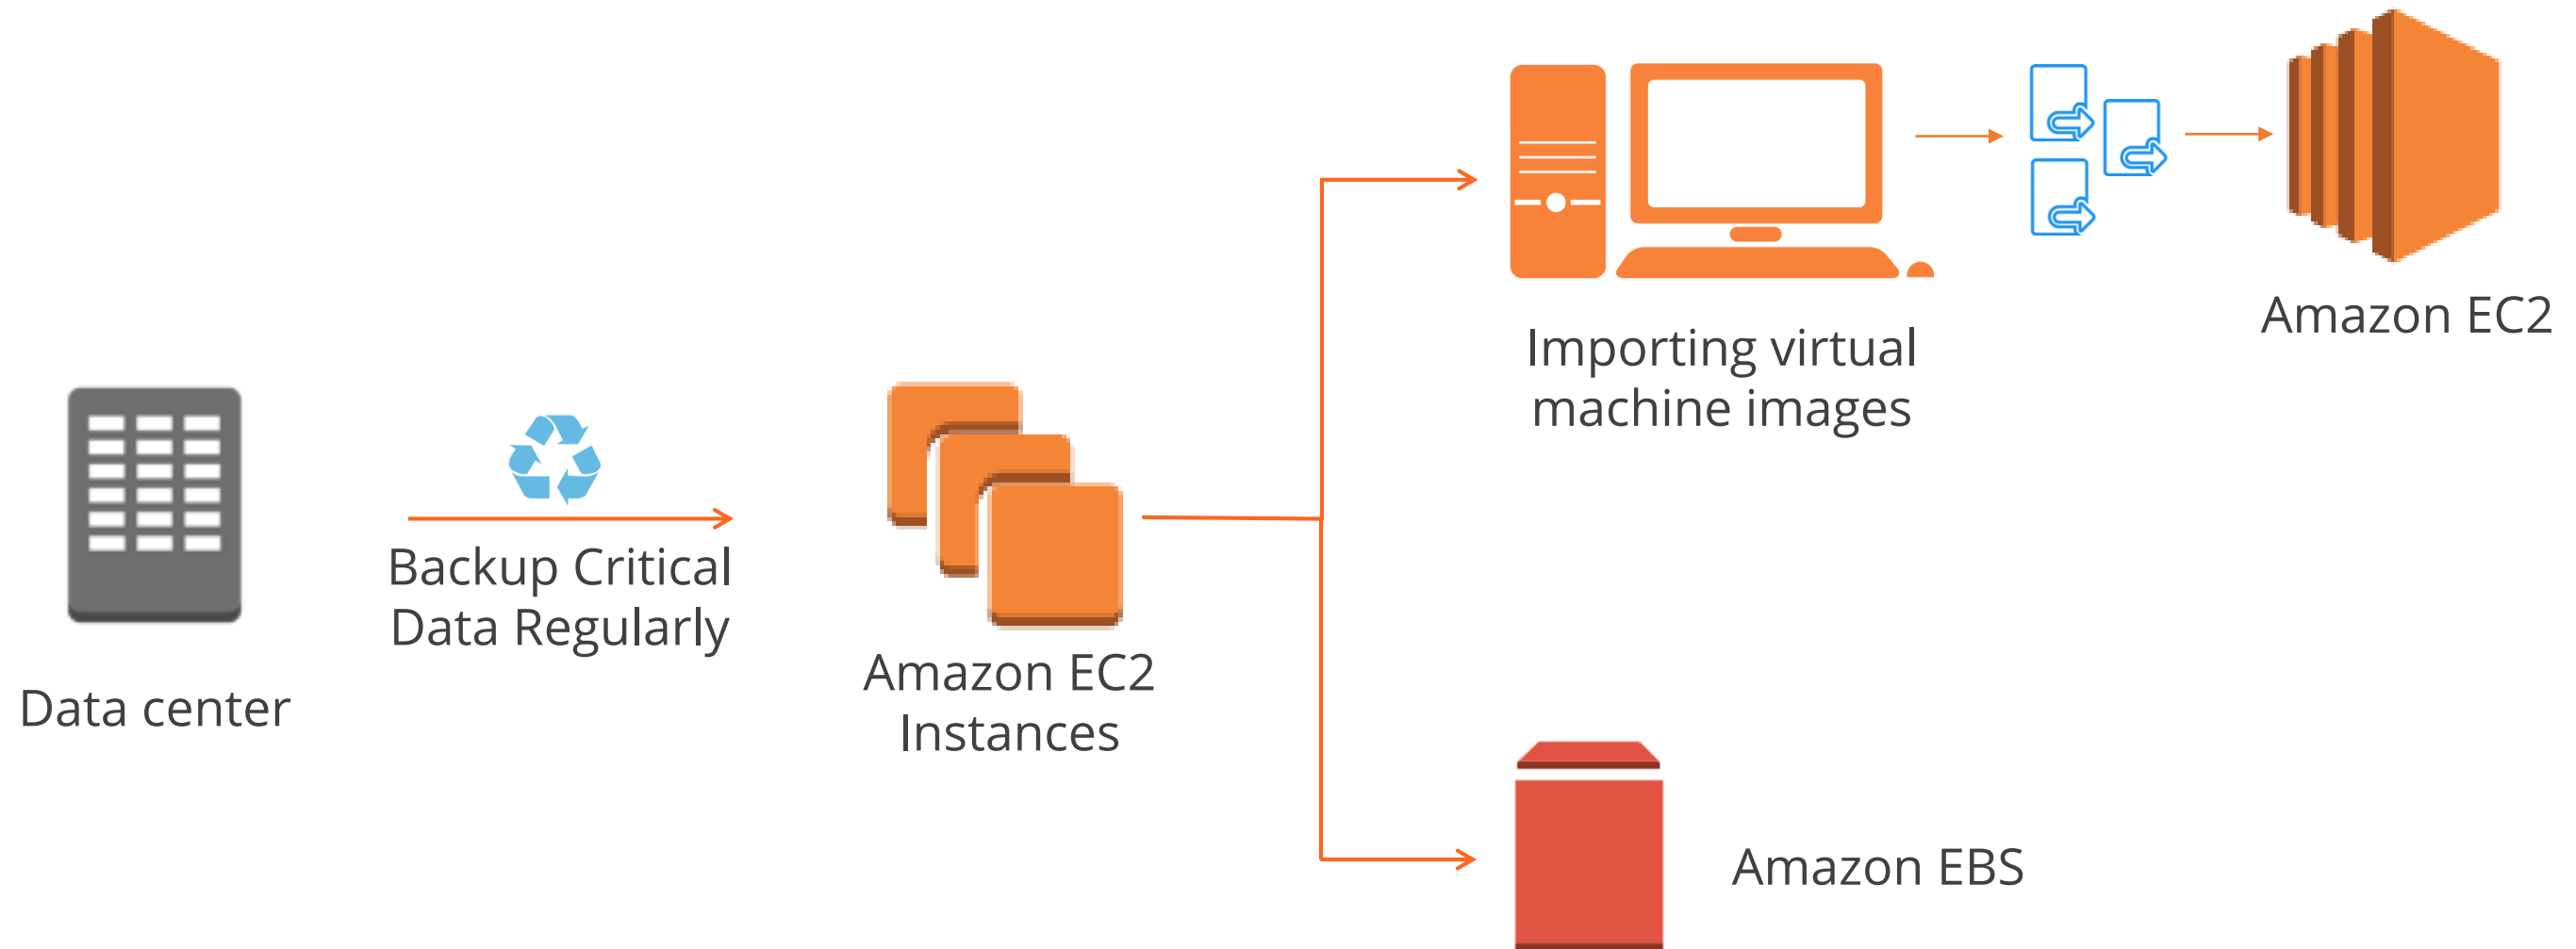 Data center
Backup Critical
Data Regularly
Amazon EC2
Instances
Importing virtual
machine images
Amazon EC2
Amazon EBS